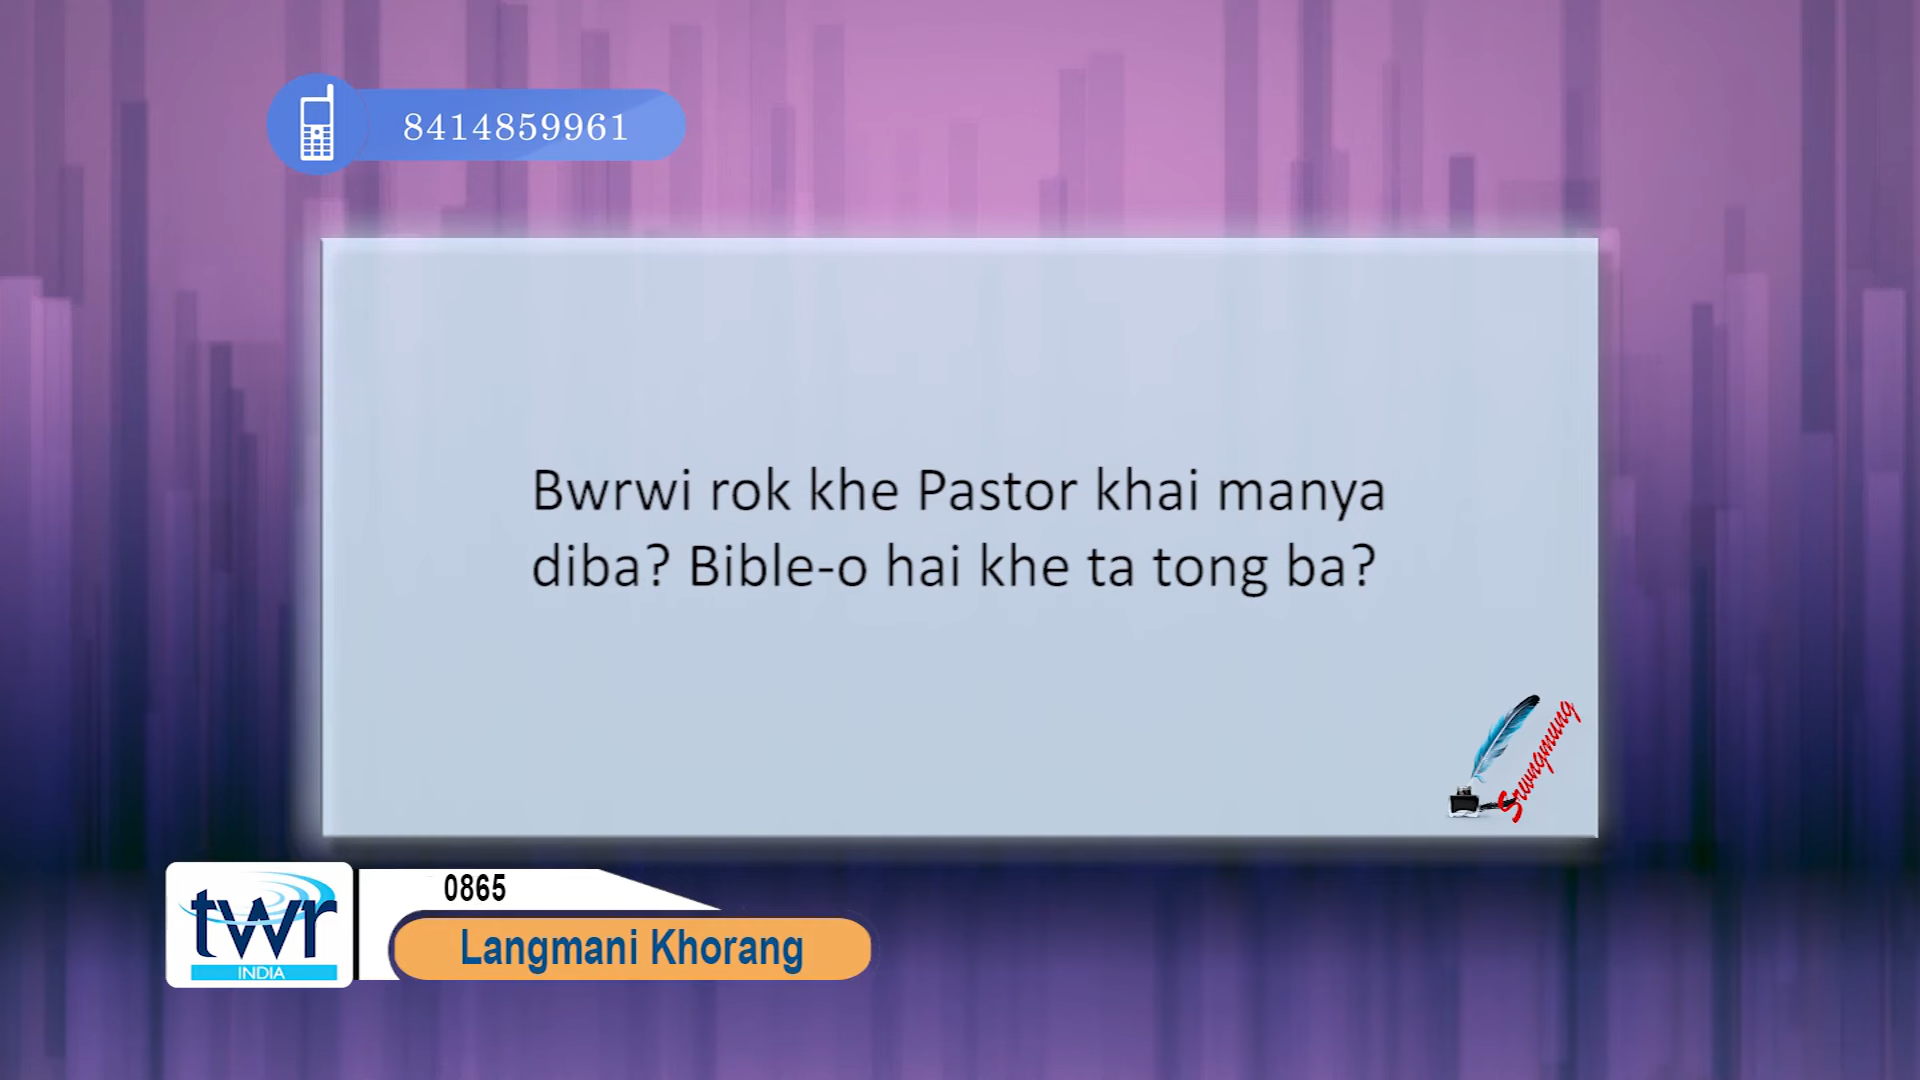 8414859961
Bwrwi rok khe Pastor khai manya
diba? Bible-o hai khe ta tong ba?
Srwngmung
twr
INDIA
0865
Langmani Khorang